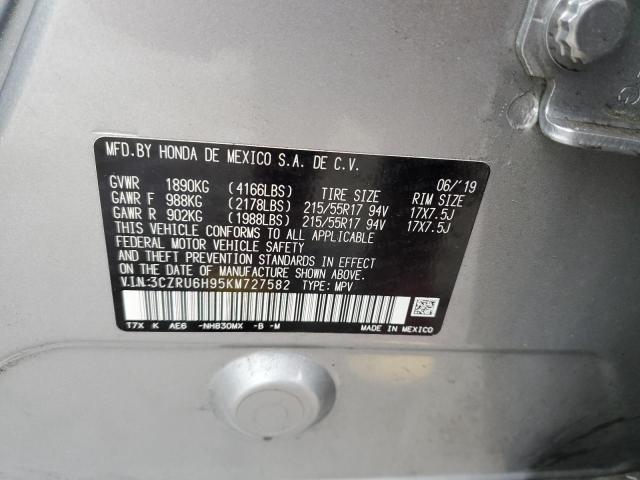 MFD.BY HONDA DE MEXICO S.A. DE C.V.
06/'19
GVWR 1890KG (4166LBS) TIRE SIZE RIM SIZE
GAWR F 988KG (2178LBS) 215/55R17 94V 17X7.5J
GAWR R 902KG (1988LBS) 215/55R17 94V 17X7.5J
THIS VEHICLE CONFORMS TO ALL APPLICABLE
FEDERAL MOTOR VEHICLE SAFETY
AND THEFT PREVENTION STANDARDS IN EFFECT
ON THE DATE OF MANUFACTURE SHOWN ABOVE.
V.I.N:3CZRU6H95KM727582 TYPE: MPV
T7X K AE6 -NH830MX -B -M MADE IN MEXICO